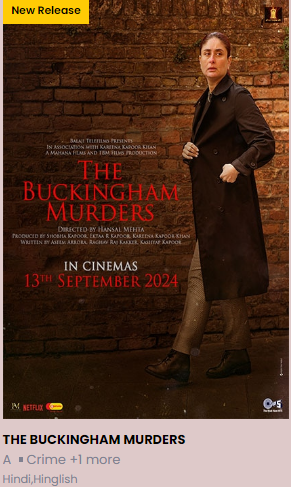 New Release
BALAJI TELEFILMS PRESENTS
IN ASSOCIATION WITH KAREENA KAPOOR KHAN
A MAHANA FILMS AND TBM FILMS PRODUCTION
THE
BUCKINGHAM
MURDERS
DIRECTED BY HANSAL MEHTA
PRODUCED BY SHOBHA KAPOOR, EKTAA R KAPOOR, KAREENA KAPOOR KHAN
WRITTEN BY ASEEM ARRORA, RAGHAV RAJ KAKKER, KASHYAP KAPOOR
IN CINEMAS
13TH SEPTEMBER 2024
NETFLIX
THE BUCKINGHAM MURDERS
A ▪ Crime +1 more
Hindi,Hinglish